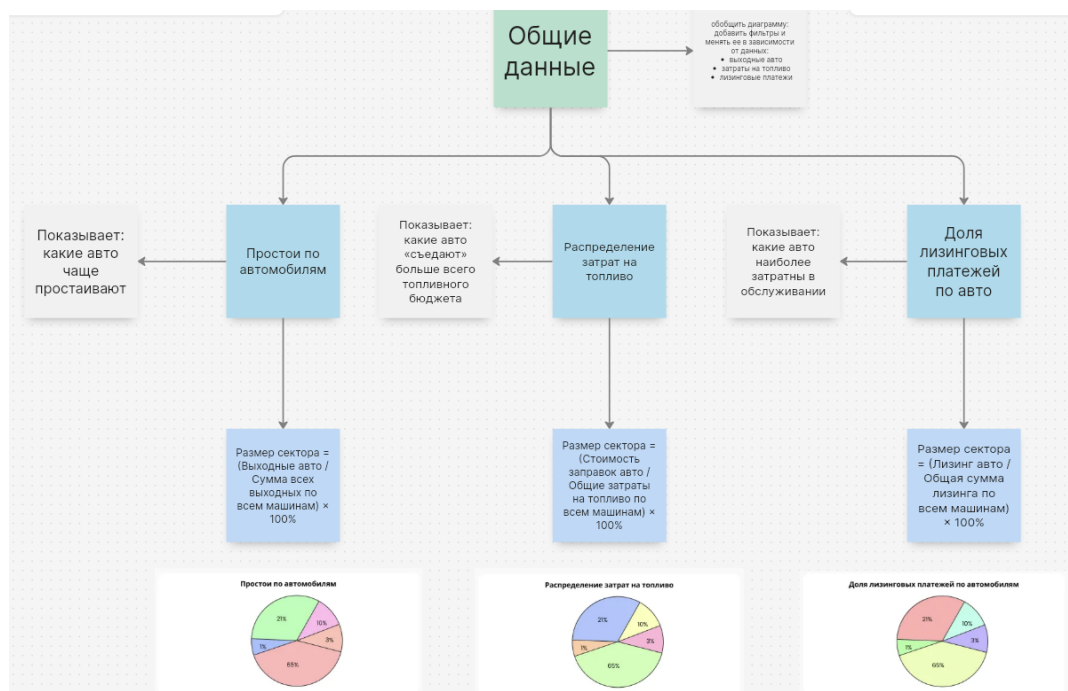 Общие
данные
обобщить диаграмму:
добавить фильтры и
менять ее в зависимости
от данных:
• выходные авто
• затраты на топливо
• лизинговые платежи
Показывает:
какие авто
чаще
простаивают
Простои по
автомобилям
Показывает:
какие авто
«съедают»
больше всего
топливного
бюджета
Распределение
затрат на
топливо
Показывает:
какие авто
наиболее
затратны в
обслуживании
Доля
лизинговых
платежей
по авто
Размер сектора =
(Выходные авто /
Сумма всех
выходных по
всем машинам) ×
100%
Размер сектора =
(Стоимость
заправок авто /
Общие затраты
на топливо по
всем машинам) ×
100%
Размер сектора
= (Лизинг авто /
Общая сумма
лизинга по
всем машинам)
× 100%
Простои по автомобилям
21%
10%
3%
1%
65%
Распределение затрат на топливо
21%
10%
3%
1%
65%
Доля лизинговых платежей по автомобилям
21%
10%
3%
1%
65%